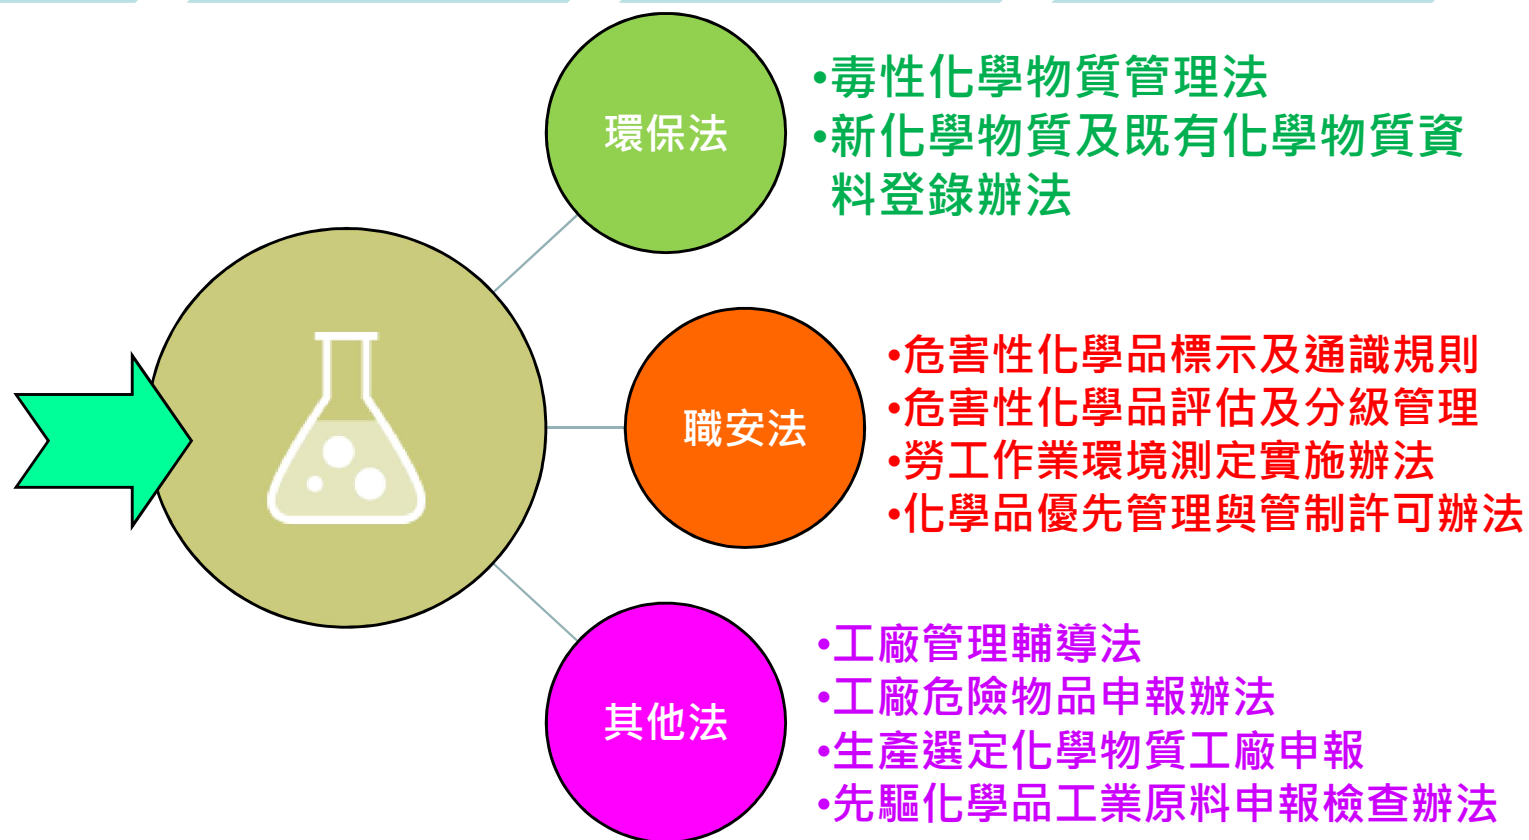 環保法
•毒性化學物質管理法
•新化學物質及既有化學物質資
料登錄辦法
職安法
•危害性化學品標示及通識規則
•危害性化學品評估及分級管理
•勞工作業環境測定實施辦法
•化學品優先管理與管制許可辦法
其他法
•工廠管理輔導法
•工廠危險物品申報辦法
•生產選定化學物質工廠申報
•先驅化學品工業原料申報檢查辦法